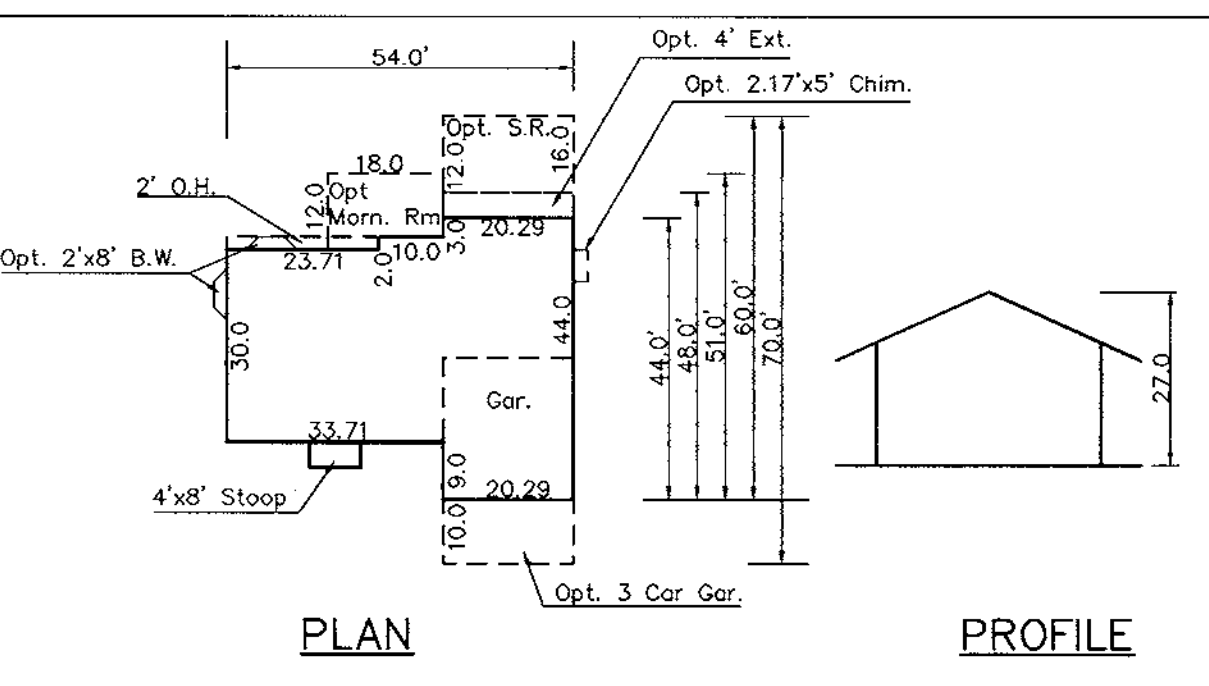 Opt. 4' Ext.
54.0'
Opt. 2.17'x5' Chim.
Opt. S.R.
12.0
16.0
18.0
2' O.H.
12.0
Opt
Morn. Rm
3.0
20.29
Opt. 2'x8' B.W.
23.71
2.0
10.0
30.0
44.0
44.0'
48.0'
51.0'
60.0'
70.0'
27.0
Gar.
33.71
9.0
20.29
4'x8' Stoop
10.0
Opt. 3 Car Gar.
PLAN
PROFILE